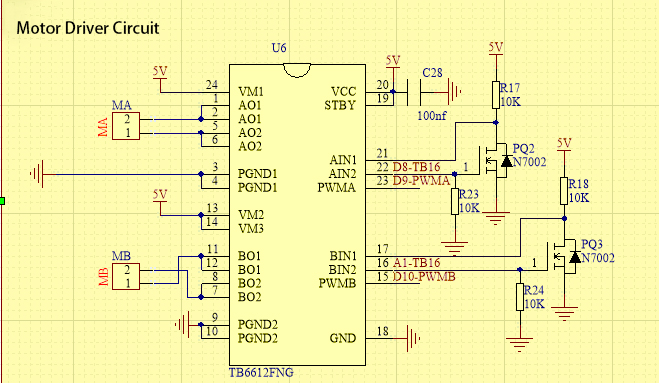 Motor Driver Circuit
U6
5V
24 VM1
1 AO1
2 AO1
5 AO2
6 AO2
MA
MA
2
1
3 PGND1
4 PGND1
5V
13 VM2
14 VM3
MB
MB
2
1
11 BO1
12 BO1
8 BO2
7 BO2
9 PGND2
10 PGND2
TB6612FNG
5V
VCC 20
STBY 19
C28
100nf
AIN1 21
AIN2 22 D8-TB16 1
PWMA 23 D9-PWMA
5V
R17
10K
PQ2
N7002
R23
10K
5V
R18
10K
BIN1 17
BIN2 16 A1-TB16 1
PWMB 15 D10-PWMB
PQ3
N7002
R24
10K
GND 18